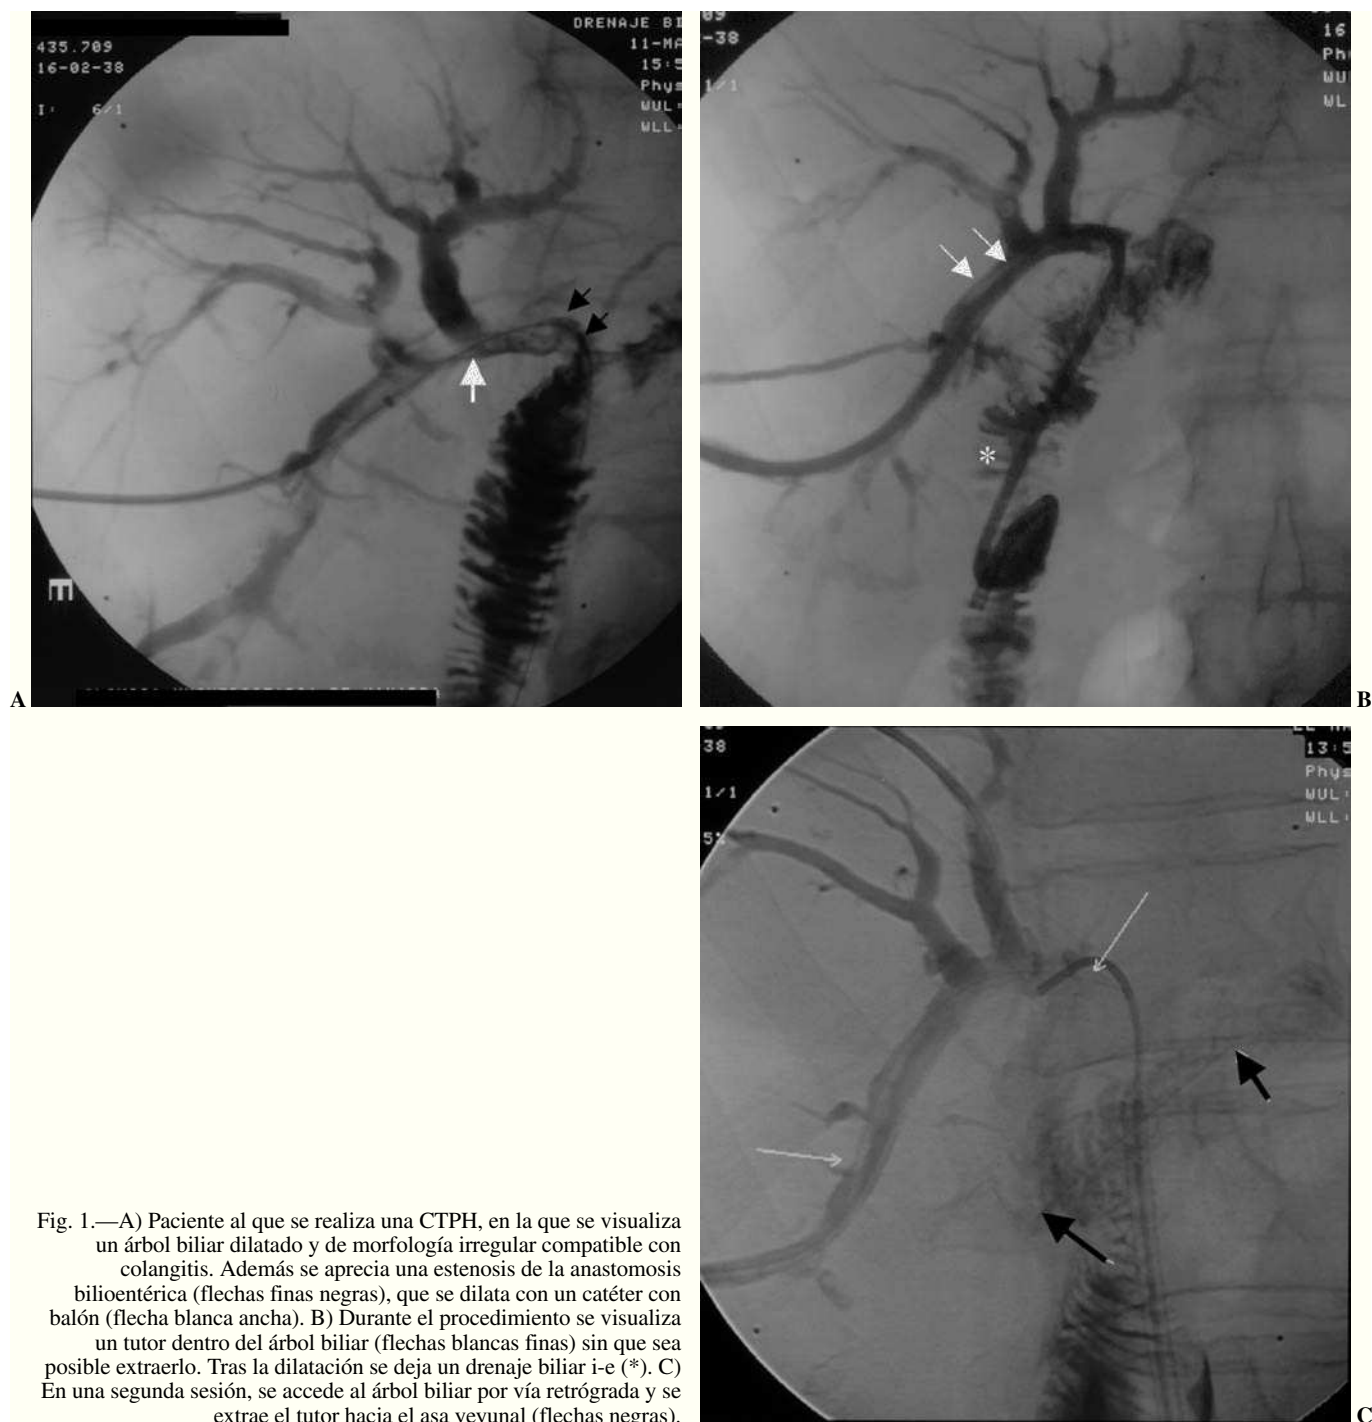 DRENAJE BI
435.709
11-MA
16-02-38
15:5
Phys
I: 6/1
WUL=
WLL=
A
09
-38
16
Ph
1/1
WU
WL
*
B
38
13:5
Phys
1/1
WUL:
WLL:
5%
C
Fig. 1.—A) Paciente al que se realiza una CTPH, en la que se visualiza
un árbol biliar dilatado y de morfología irregular compatible con
colangitis. Además se aprecia una estenosis de la anastomosis
bilioentérica (flechas finas negras), que se dilata con un catéter con
balón (flecha blanca ancha). B) Durante el procedimiento se visualiza
un tutor dentro del árbol biliar (flechas blancas finas) sin que sea
posible extraerlo. Tras la dilatación se deja un drenaje biliar i-e (*). C)
En una segunda sesión, se accede al árbol biliar por vía retrógrada y se
extrae el tutor hacia el asa yeyunal (flechas negras).